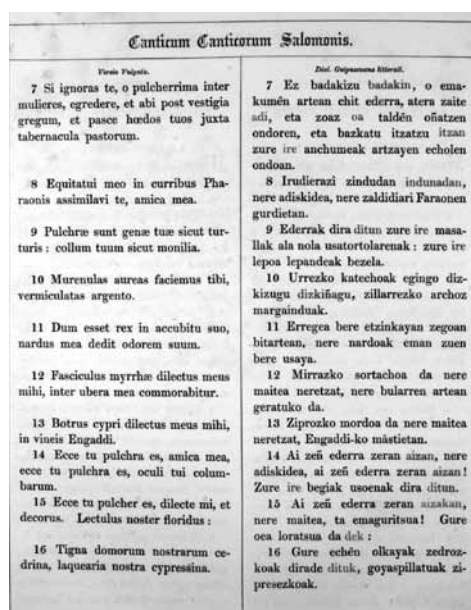 Canticum Canticorum Salomonis.
Versio Vulgata.
7 Si ignoras te, o pulcherrima inter
mulieres, egredere, et abi post vestigia
gregum, et pasce hœdos tuos juxta
tabernacula pastorum.
8 Equitatui meo in curribus Pha-
raonis assimilavi te, amica mea.
9 Pulchræ sunt genæ tuæ sicut tur-
turis : collum tuum sicut monilia.
10 Murenulas aureas faciemus tibi,
vermiculatas argento.
11 Dum esset rex in accubitu suo,
nardus mea dedit odorem suum.
12 Fasciculus myrrhæ dilectus meus
mihi, inter ubera mea commorabitur.
13 Botrus cypri dilectus meus mihi,
in vineis Engaddi.
14 Ecce tu pulchra es, amica mea,
ecce tu pulchra es, oculi tui colum-
barum.
15 Ecce tu pulcher es, dilecte mi, et
decorus. Lectulus noster floridus :
16 Tigna domorum nostrarum ce-
drina, laquearia nostra cypressina.
Dial. Guipuscoana litterali.
7 Ez badakizu badakin, o ema-
kumén artean chit ederra, atera zaite
adi, eta zoaz oa taldén oñatzen
ondoren, eta bazkatu itzatzu itzan
zure ire anchumeak artzayen echolen
ondoan.
8 Irudierazi zindudan indunadan,
nere adiskidea, nere zaldidiari Faraonen
gurdietan.
9 Ederrak dira ditun zure ire masa-
llak ala nola usatortolarenak : zure ire
lepoa lepandeak bezela.
10 Urrezko katechoak egingo diz-
kizugu dizkiñagu, zillarrezko archoz
margainduak.
11 Erregea bere etzinkayan zegoan
bitartean, nere nardoak eman zuen
bere usaya.
12 Mirrazko sortachoa da nere
maitea neretzat, nere bularren artean
geratuko da.
13 Ziprozko mordoa da nere maitea
neretzat, Engaddi-ko mâstietan.
14 Ai zeñ ederra zeran aizan, nere
adiskidea, ai zeñ ederra zeran aizan!
Zure ire begiak usoenak dira ditun.
15 Ai zeñ ederra zeran aizakan,
nere maitea, ta emaguritsua! Gure
oea loratsua da dek :
16 Gure echên olkayak zedroz-
koak dirade dituk, goyaspillatuak zi-
presezkoak.